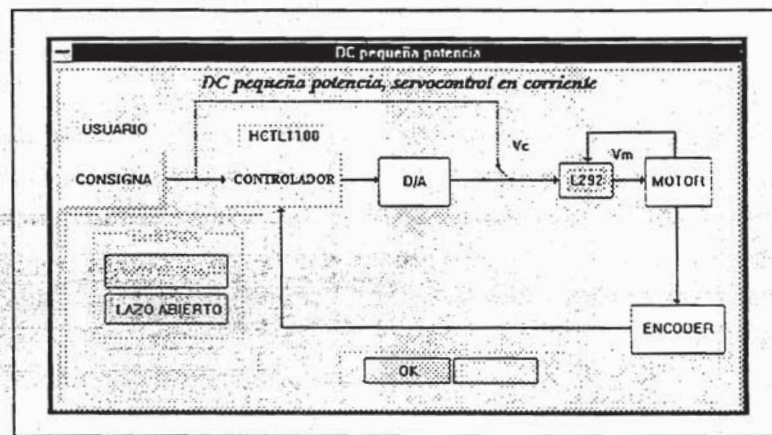 DC pequeña potencia
DC pequeña potencia, servocontrol en corriente
USUARIO
HCTL1100
Vc
Vm
CONSIGNA
CONTROLADOR
D/A
L292
MOTOR
LAZO ABIERTO
ENCODER
OK